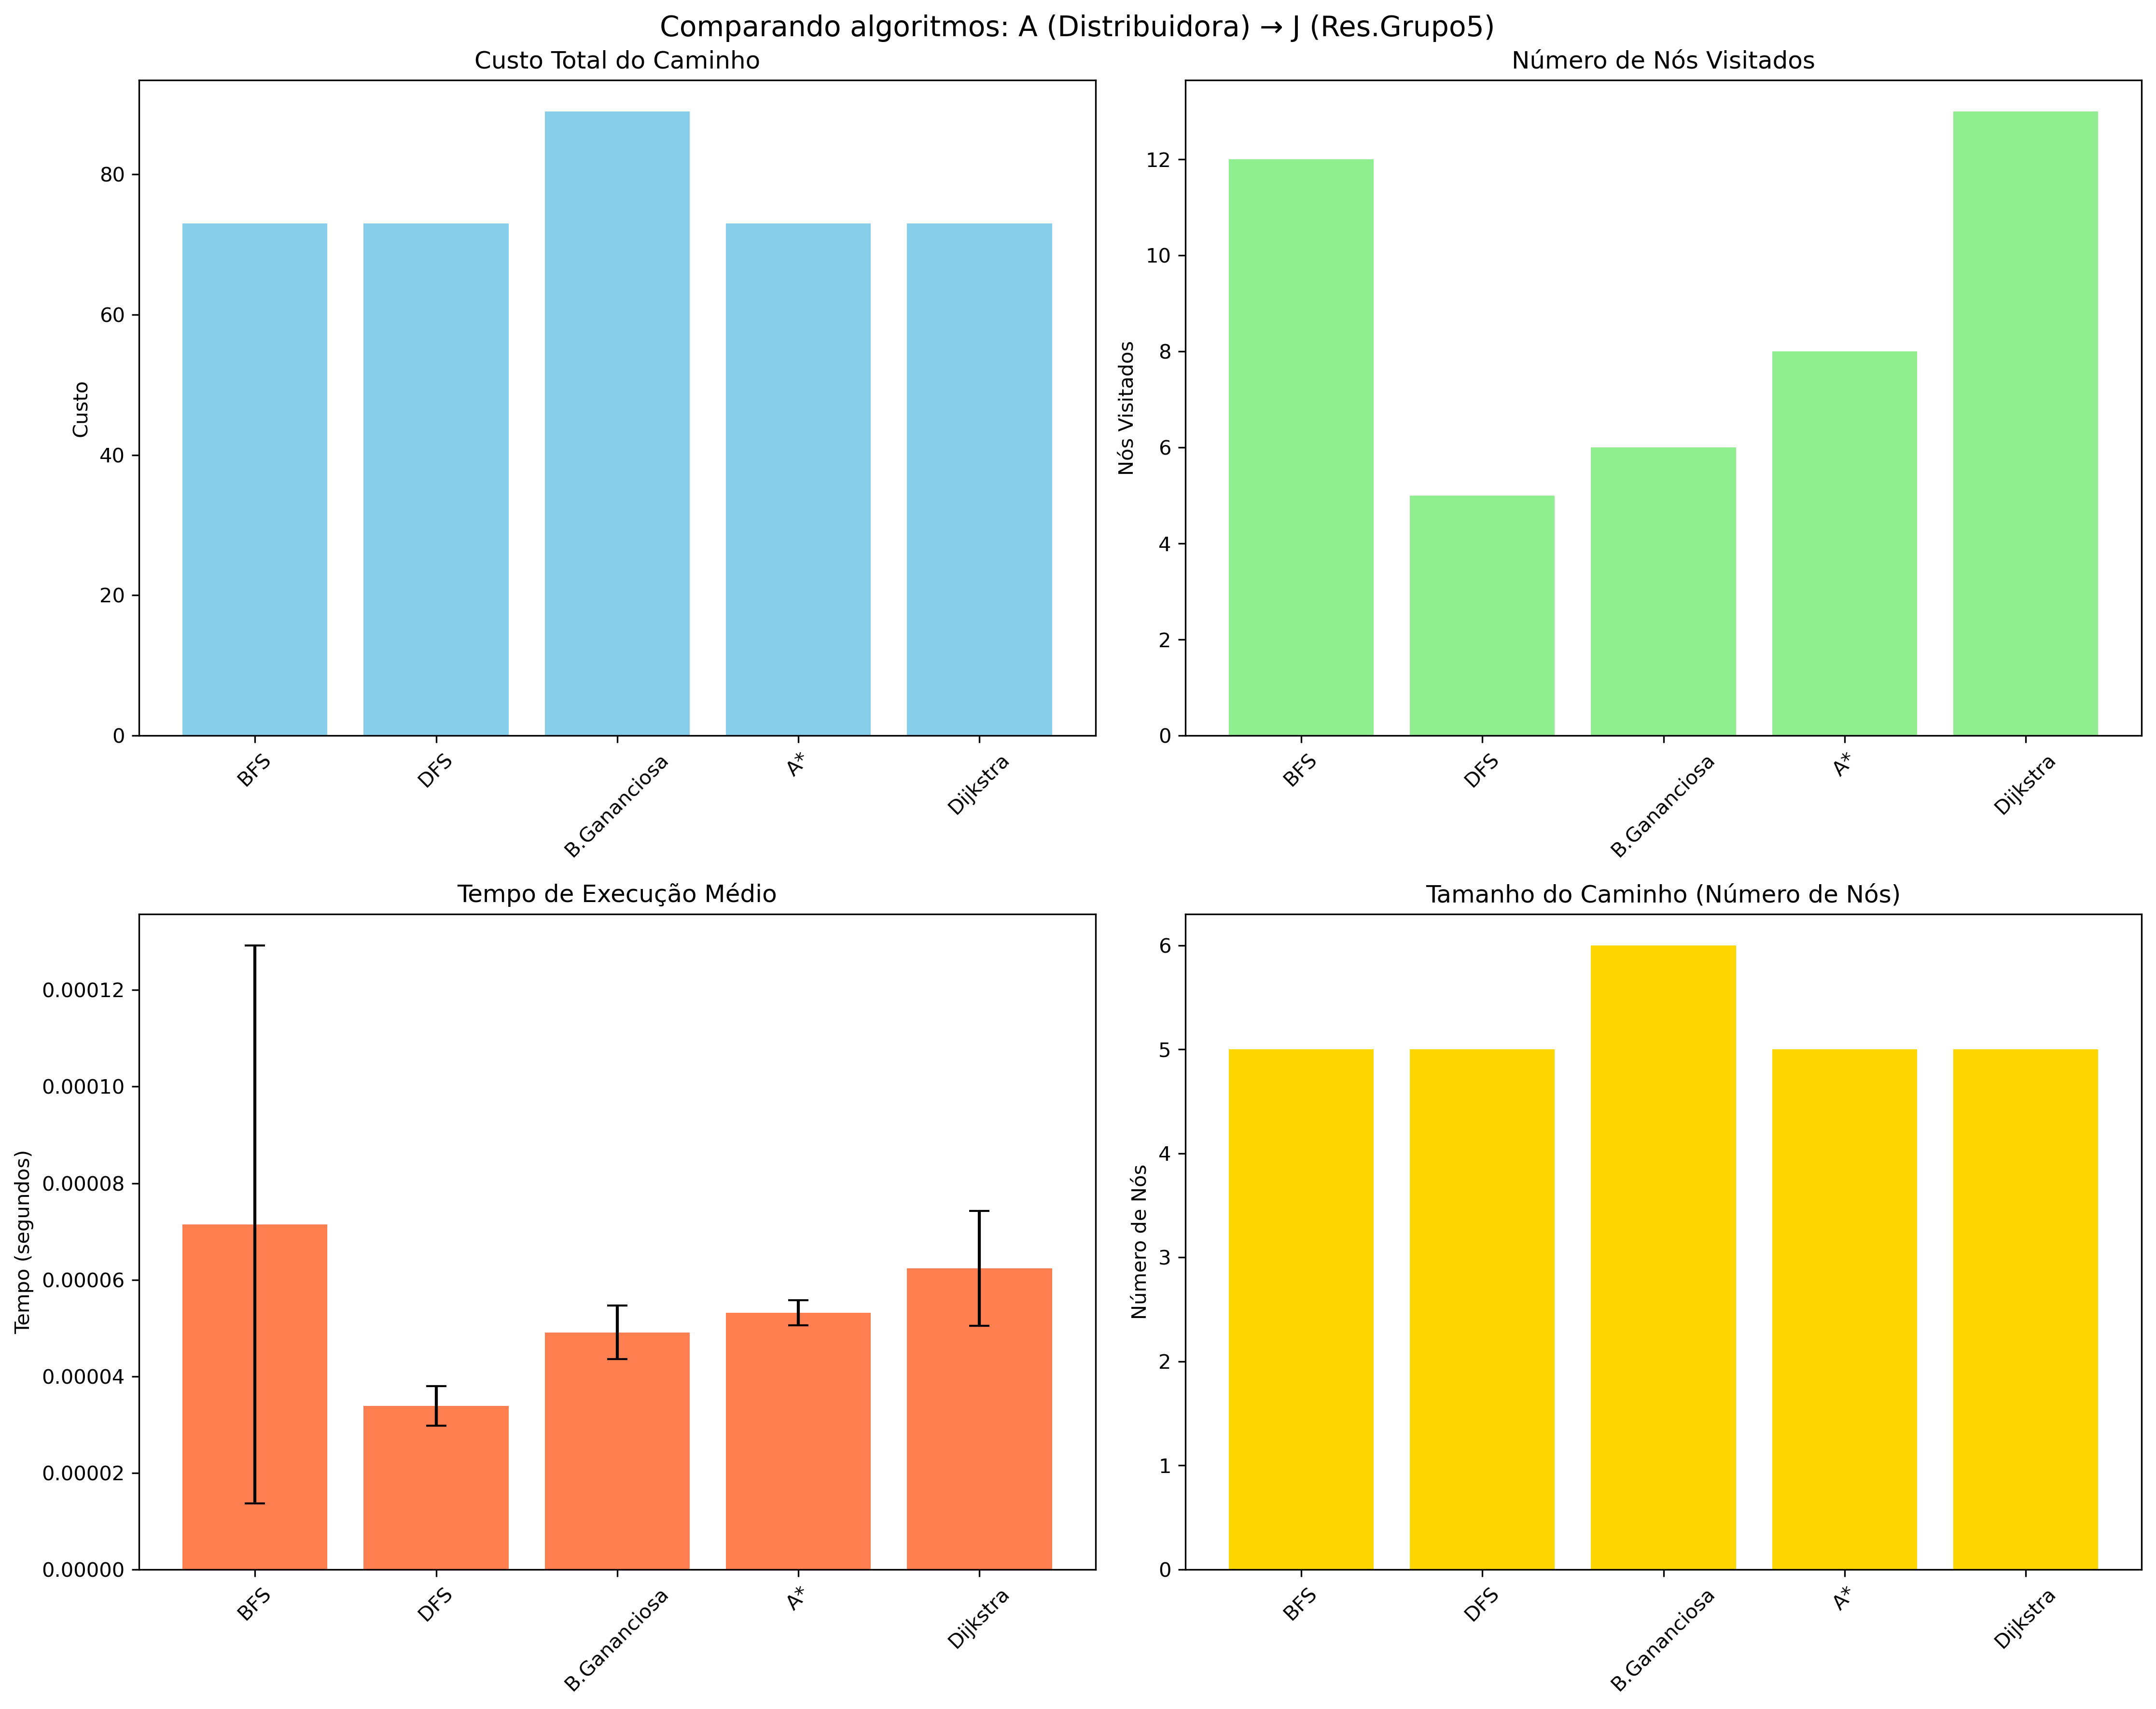 Comparando algoritmos: A (Distribuidora) → J (Res.Grupo5)
Custo Total do Caminho
Custo
80
60
40
20
0
BFS
DFS
B.Gananciosa
A*
Dijkstra
Número de Nós Visitados
Nós Visitados
12
10
8
6
4
2
0
BFS
DFS
B.Gananciosa
A*
Dijkstra
Tempo de Execução Médio
Tempo (segundos)
0.00012
0.00010
0.00008
0.00006
0.00004
0.00002
0.00000
BFS
DFS
B.Gananciosa
A*
Dijkstra
Tamanho do Caminho (Número de Nós)
Número de Nós
6
5
4
3
2
1
0
BFS
DFS
B.Gananciosa
A*
Dijkstra